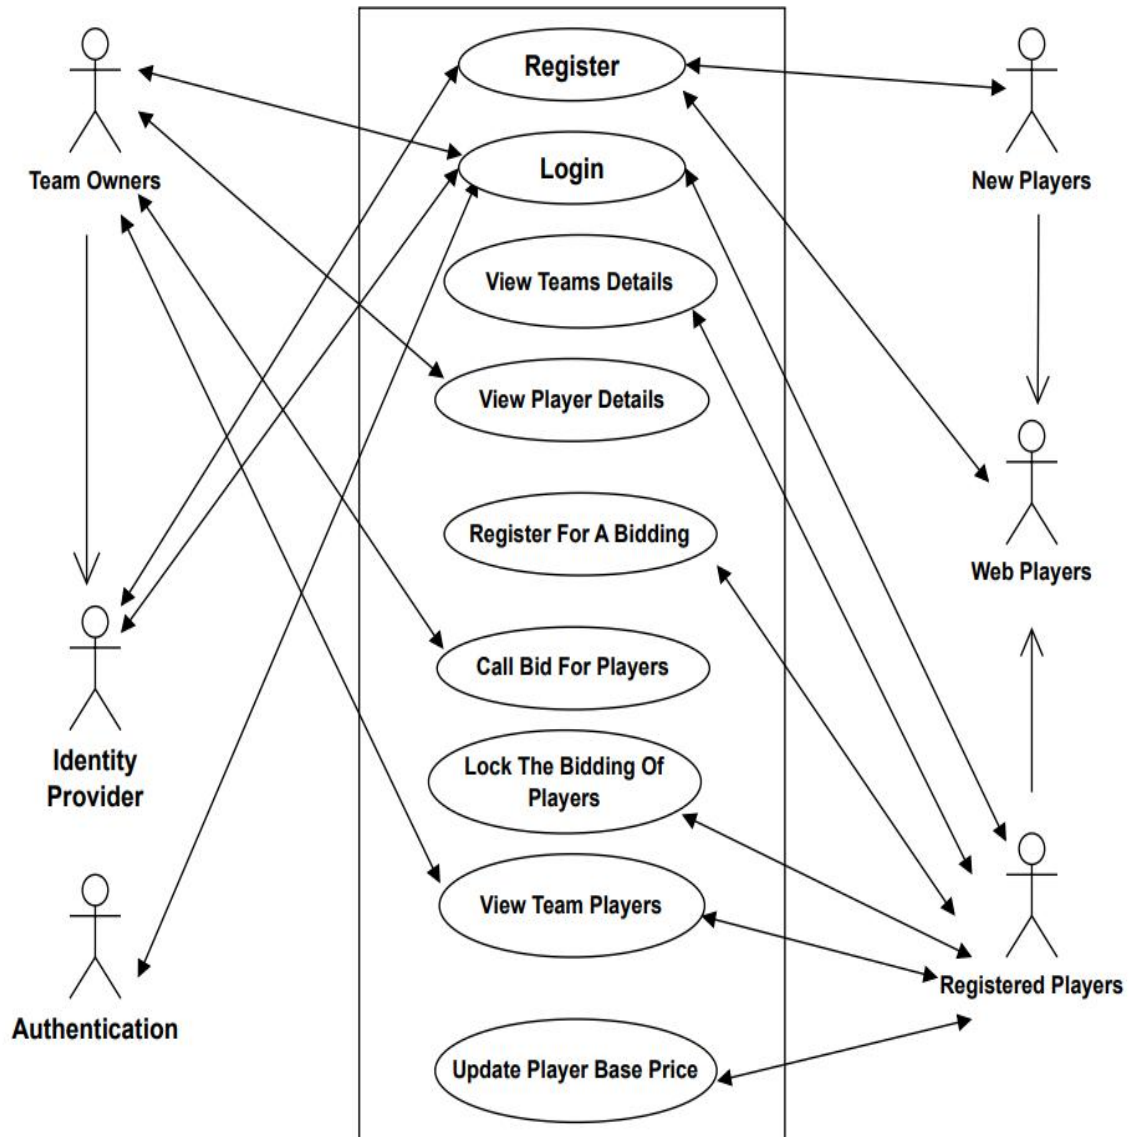 Register
Team Owners
Login
New Players
View Teams Details
View Player Details
Register For A Bidding
Web Players
Call Bid For Players
Identity
Provider
Lock The Bidding Of
Players
View Team Players
Registered Players
Authentication
Update Player Base Price